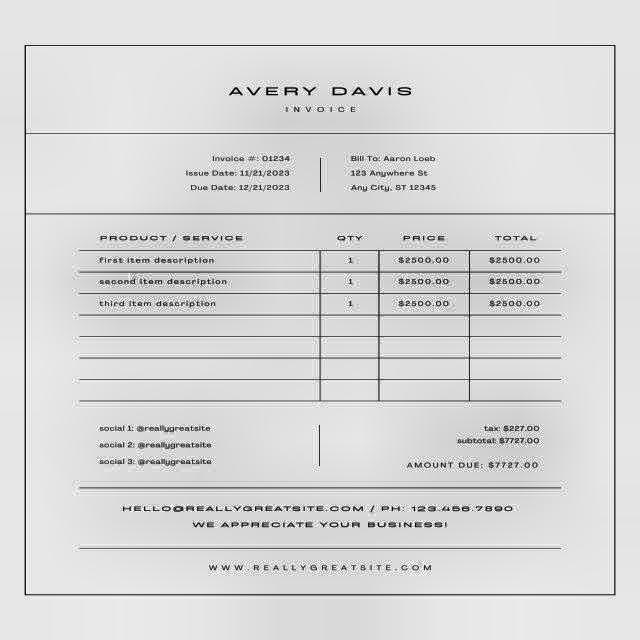 AVERY DAVIS
INVOICE
Invoice #: 01234
Issue Date: 11/21/2023
Due Date: 12/21/2023
Bill To: Aaron Loeb
123 Anywhere St
Any City, ST 12345
PRODUCT / SERVICE QTY PRICE TOTAL
first item description 1 $2500.00 $2500.00
second item description 1 $2500.00 $2500.00
third item description 1 $2500.00 $2500.00
social 1: @reallygreatsite
social 2: @reallygreatsite
social 3: @reallygreatsite
tax: $227.00
subtotal: $7727.00
AMOUNT DUE: $7727.00
HELLO@REALLYGREATSITE.COM / PH: 123.456.7890
WE APPRECIATE YOUR BUSINESS!
WWW.REALLYGREATSITE.COM